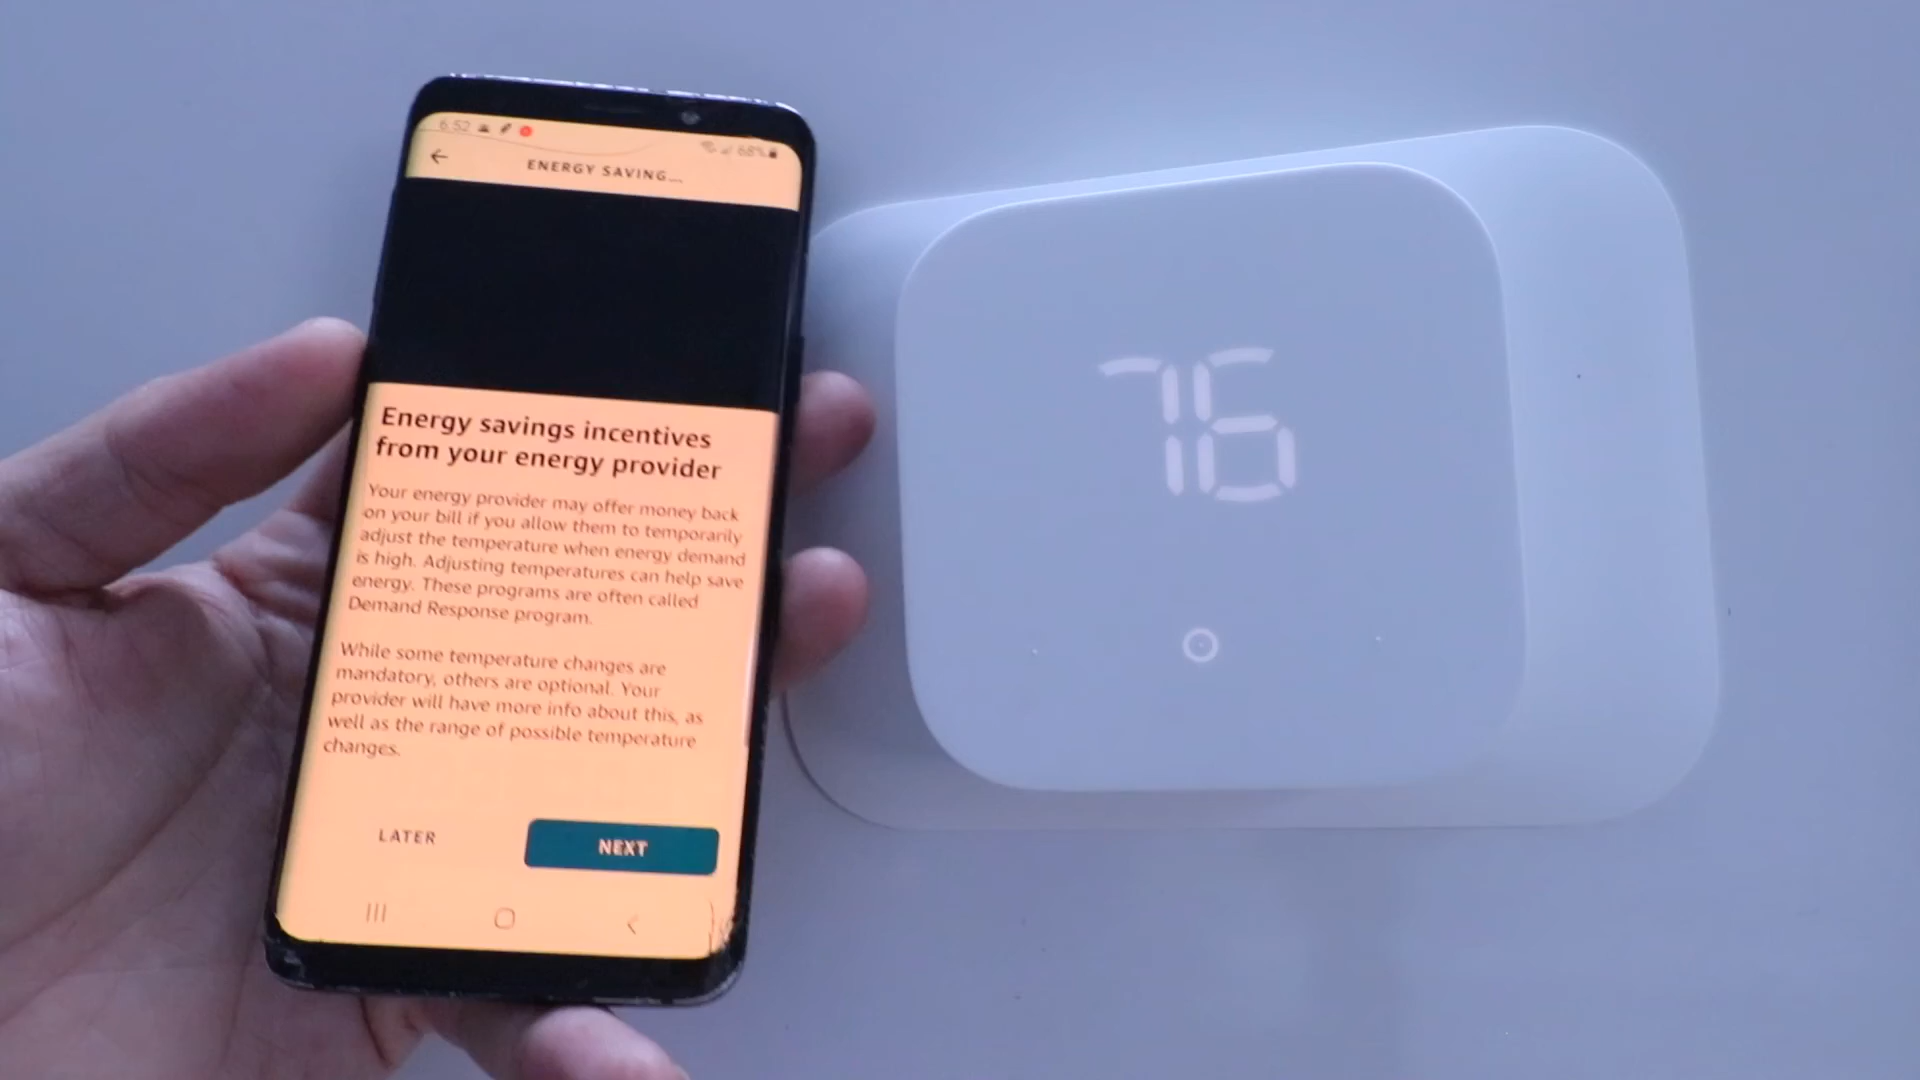 6:52
68%
ENERGY SAVING...
Energy savings incentives
from your energy provider
Your energy provider may offer money back
on your bill if you allow them to temporarily
adjust the temperature when energy demand
is high. Adjusting temperatures can help save
energy. These programs are often called
Demand Response program.
While some temperature changes are
mandatory, others are optional. Your
provider will have more info about this, as
well as the range of possible temperature
changes.
LATER
NEXT
76